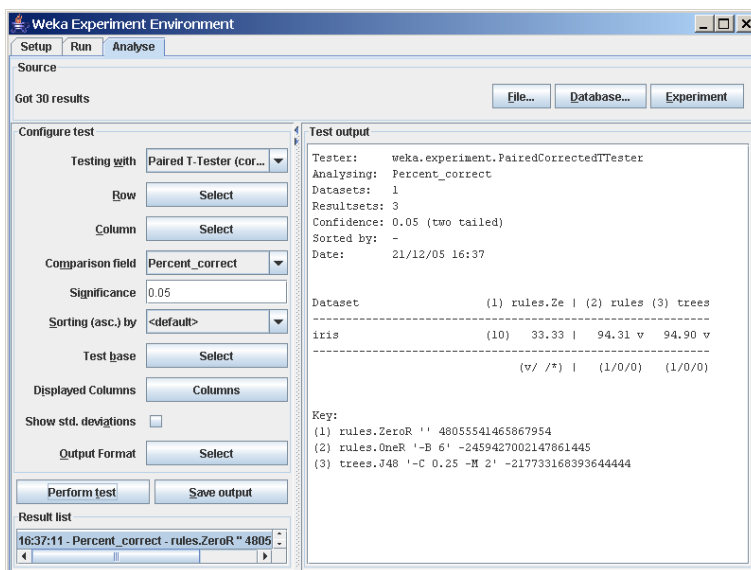 Weka Experiment Environment
Setup Run Analyse
Source
Got 30 results
File... Database... Experiment
Configure test
Testing with Paired T-Tester (cor...
Row Select
Column Select
Comparison field Percent_correct
Significance 0.05
Sorting (asc.) by <default>
Test base Select
Displayed Columns Columns
Show std. deviations
Output Format Select
Perform test Save output
Result list
16:37:11 - Percent_correct - rules.ZeroR '' 4805
Test output
Tester: weka.experiment.PairedCorrectedTTester
Analysing: Percent_correct
Datasets: 1
Resultsets: 3
Confidence: 0.05 (two tailed)
Sorted by: -
Date: 21/12/05 16:37
Dataset (1) rules.Ze | (2) rules (3) trees
--------------------------------------------------------------
iris (10) 33.33 | 94.31 v 94.90 v
--------------------------------------------------------------
(v/ /*) | (1/0/0) (1/0/0)
Key:
(1) rules.ZeroR '' 48055541465867954
(2) rules.OneR '-B 6' -2459427002147861445
(3) trees.J48 '-C 0.25 -M 2' -217733168393644444